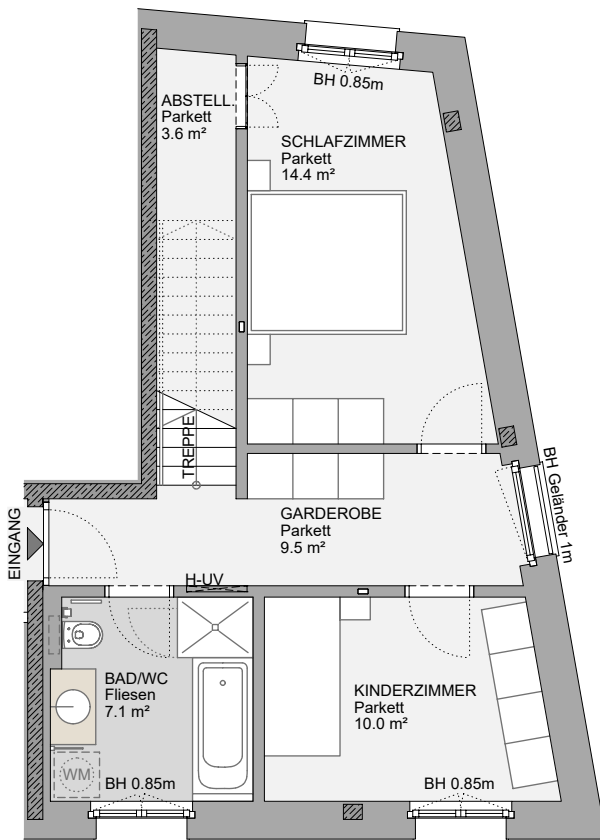 BH 0.85m
ABSTELL.
Parkett
3.6 m²
SCHLAFZIMMER
Parkett
14.4 m²
TREPPE
EINGANG
GARDEROBE
Parkett
9.5 m²
BH Geländer 1m
H-UV
BAD/WC
Fliesen
7.1 m²
KINDERZIMMER
Parkett
10.0 m²
WM
BH 0.85m
BH 0.85m